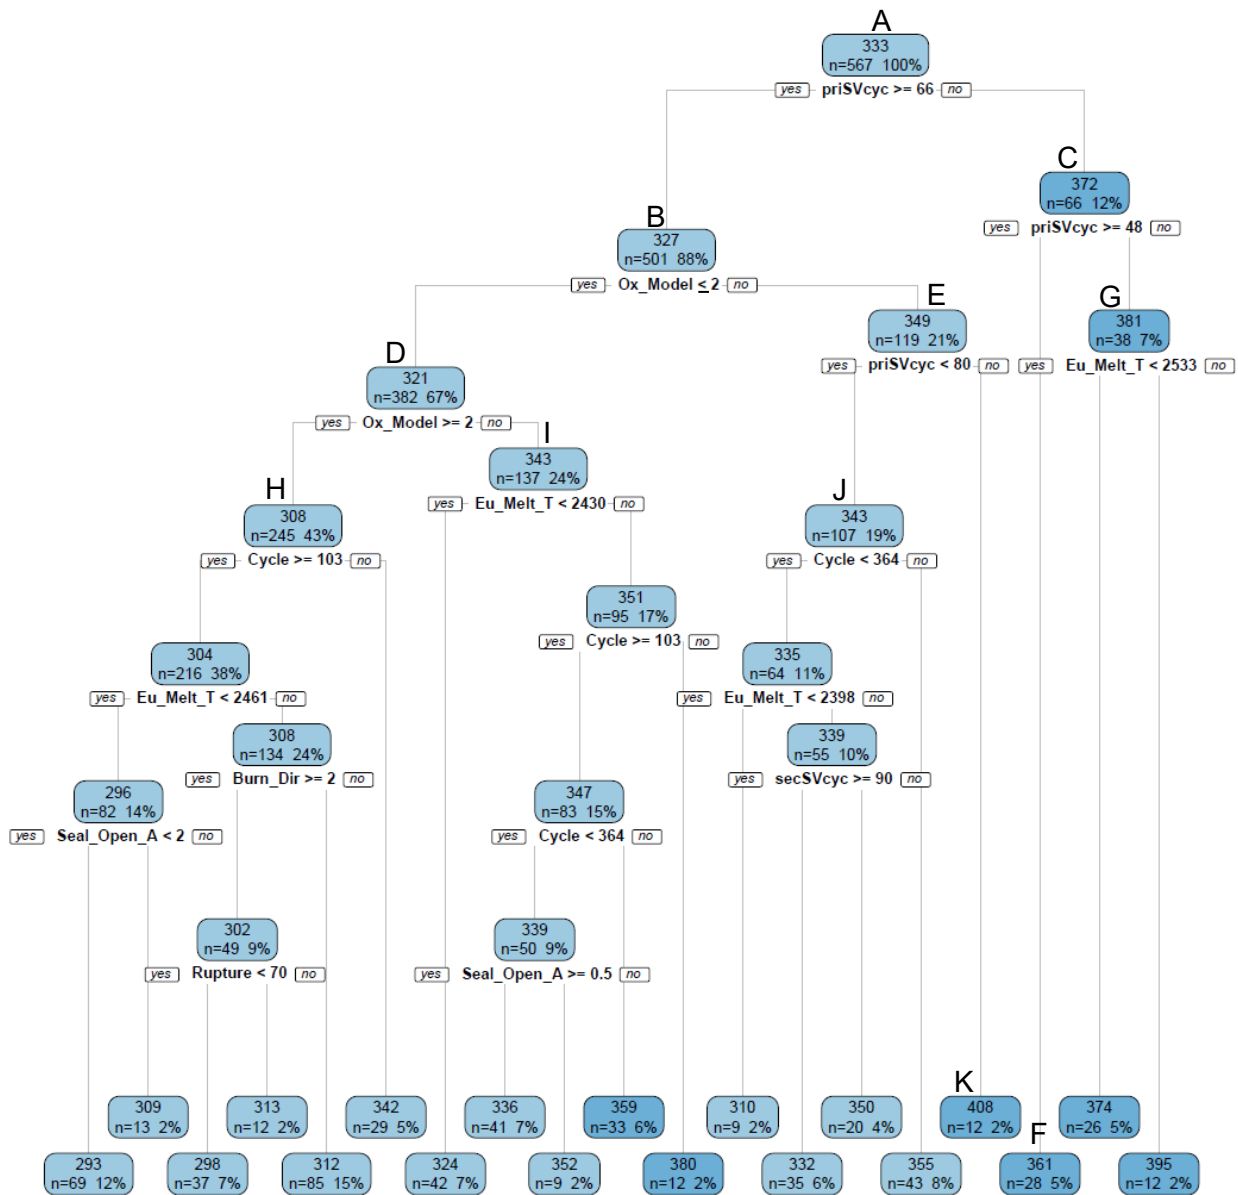 A
333
n=567 100%
yes priSVcyc >= 66 no
C
372
n=66 12%
yes priSVcyc >= 48 no
B
327
n=501 88%
yes Ox_Model ≤ 2 no
E
349
n=119 21%
yes priSVcyc < 80 no
G
381
n=38 7%
yes Eu_Melt_T < 2533 no
D
321
n=382 67%
yes Ox_Model >= 2 no
I
343
n=137 24%
yes Eu_Melt_T < 2430 no
H
308
n=245 43%
yes Cycle >= 103 no
J
343
n=107 19%
yes Cycle < 364 no
351
n=95 17%
yes Cycle >= 103 no
304
n=216 38%
yes Eu_Melt_T < 2461 no
335
n=64 11%
yes Eu_Melt_T < 2398 no
308
n=134 24%
yes Burn_Dir >= 2 no
339
n=55 10%
yes secSVcyc >= 90 no
296
n=82 14%
yes Seal_Open_A < 2 no
347
n=83 15%
yes Cycle < 364 no
302
n=49 9%
yes Rupture < 70 no
339
n=50 9%
yes Seal_Open_A >= 0.5 no
309
n=13 2%
313
n=12 2%
342
n=29 5%
336
n=41 7%
359
n=33 6%
310
n=9 2%
350
n=20 4%
K
408
n=12 2%
374
n=26 5%
293
n=69 12%
298
n=37 7%
312
n=85 15%
324
n=42 7%
352
n=9 2%
380
n=12 2%
332
n=35 6%
355
n=43 8%
F
361
n=28 5%
395
n=12 2%